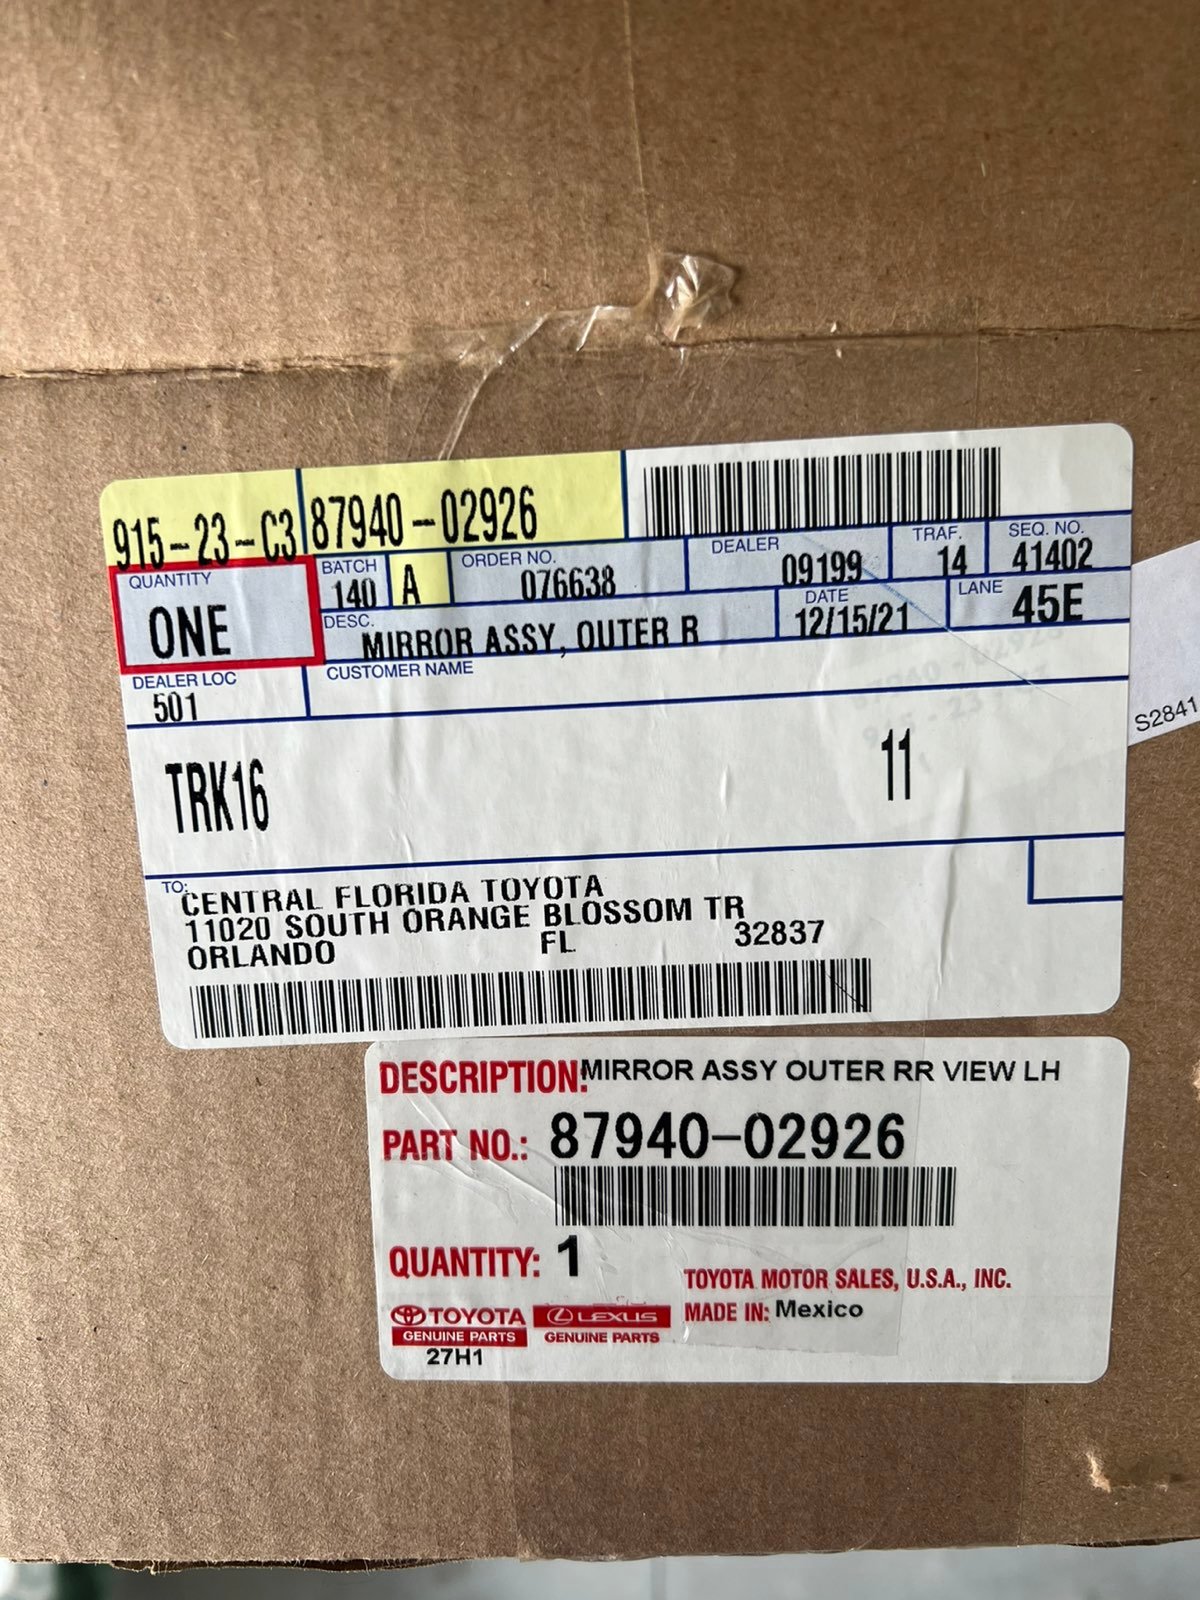 915-23-C3 87940-02926
QUANTITY ONE
BATCH 140 A
ORDER NO. 076638
DEALER 09199
TRAF. 14
SEQ. NO. 41402
DESC. MIRROR ASSY, OUTER R
DATE 12/15/21
LANE 45E
DEALER LOC 501
CUSTOMER NAME
S2841
TRK16 11
TO: CENTRAL FLORIDA TOYOTA
11020 SOUTH ORANGE BLOSSOM TR
ORLANDO FL 32837
DESCRIPTION: MIRROR ASSY OUTER RR VIEW LH
PART NO.: 87940-02926
QUANTITY: 1
TOYOTA MOTOR SALES, U.S.A., INC.
MADE IN: Mexico
TOYOTA
GENUINE PARTS
27H1
LEXUS
GENUINE PARTS